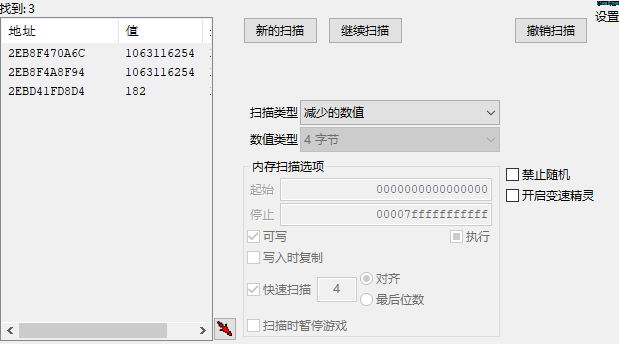 找到: 3
设置
地址 值
2EB8F470A6C 1063116254
2EB8F4A8F94 1063116254
2EBD41FD8D4 182
新的扫描 继续扫描 撤销扫描
扫描类型 减少的数值
数值类型 4 字节
内存扫描选项
起始 0000000000000000
停止 00007fffffffffff
可写 执行
写入时复制
快速扫描 4 对齐
最后位数
扫描时暂停游戏
禁止随机
开启变速精灵